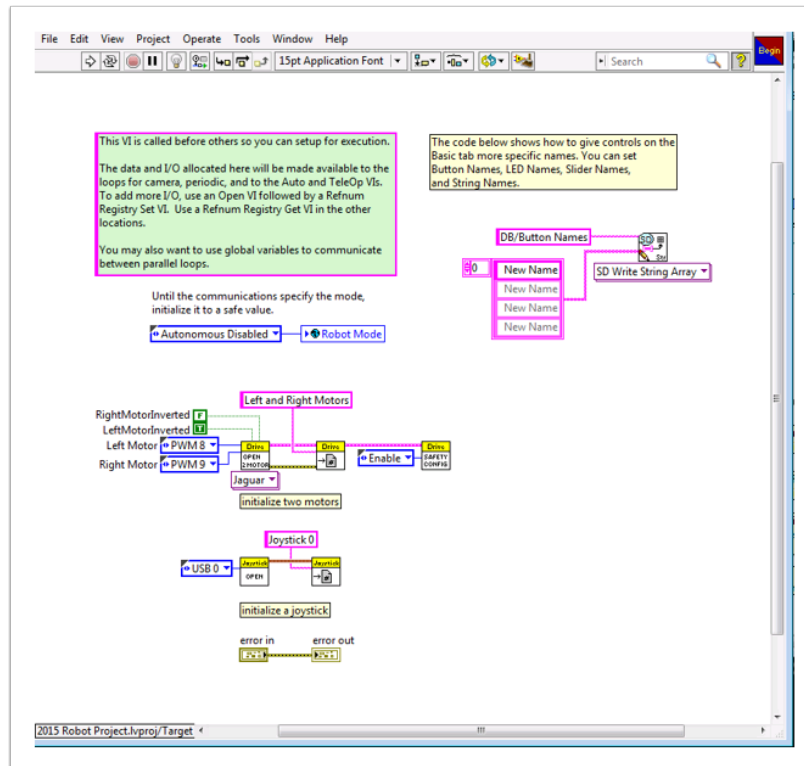 File Edit View Project Operate Tools Window Help
15pt Application Font
Search
Begin
This VI is called before others so you can setup for execution.
The data and I/O allocated here will be made available to the
loops for camera, periodic, and to the Auto and TeleOp VIs.
To add more I/O, use an Open VI followed by a Refnum
Registry Set VI. Use a Refnum Registry Get VI in the other
locations.
You may also want to use global variables to communicate
between parallel loops.
The code below shows how to give controls on the
Basic tab more specific names. You can set
Button Names, LED Names, Slider Names,
and String Names.
DB/Button Names
SD
Str
0
New Name
New Name
New Name
New Name
SD Write String Array
Until the communications specify the mode,
initialize it to a safe value.
Autonomous Disabled
Robot Mode
Left and Right Motors
RightMotorInverted F
LeftMotorInverted T
Left Motor PWM 8
Right Motor PWM 9
Drive
OPEN
2 MOTOR
Drive
Enable
Drive
SAFETY
CONFIG
Jaguar
initialize two motors
Joystick 0
USB 0
Joystick
OPEN
Joystick
initialize a joystick
error in
error out
2015 Robot Project.lvproj/Target